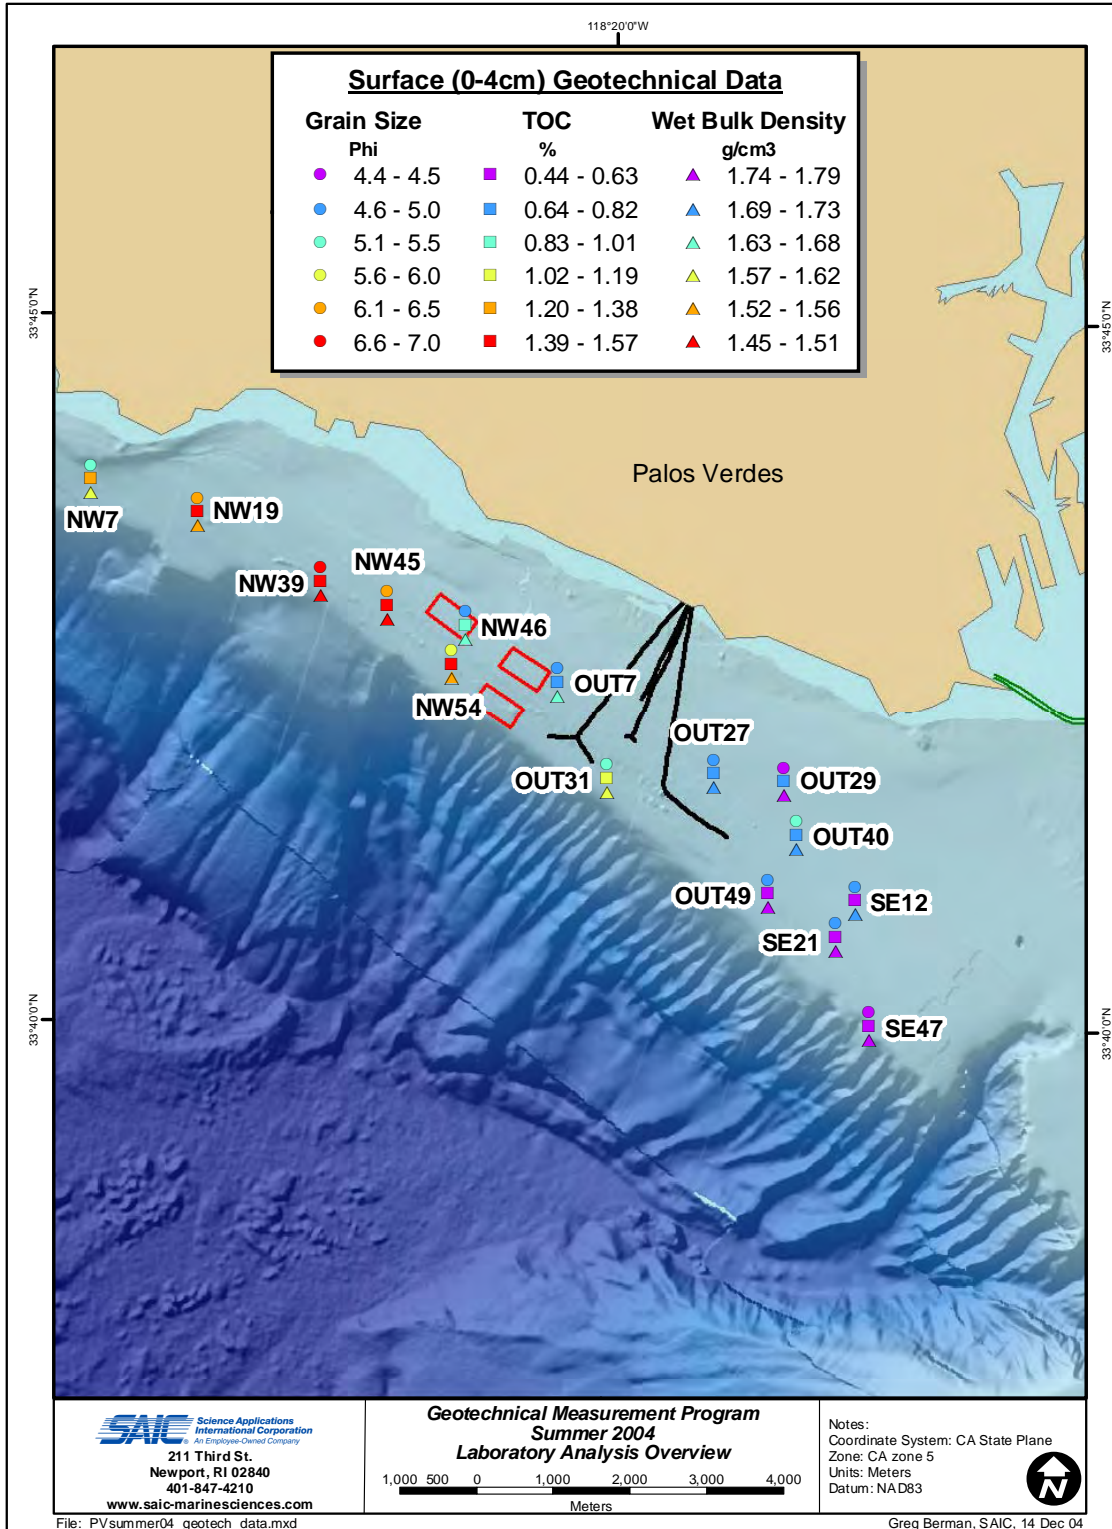 118°20'0"W
Surface (0-4cm) Geotechnical Data
Grain Size TOC Wet Bulk Density
Phi % g/cm3
4.4 - 4.5 0.44 - 0.63 1.74 - 1.79
4.6 - 5.0 0.64 - 0.82 1.69 - 1.73
5.1 - 5.5 0.83 - 1.01 1.63 - 1.68
5.6 - 6.0 1.02 - 1.19 1.57 - 1.62
6.1 - 6.5 1.20 - 1.38 1.52 - 1.56
6.6 - 7.0 1.39 - 1.57 1.45 - 1.51
33°45'0"N
33°45'0"N
Palos Verdes
NW7
NW19
NW39
NW45
NW46
NW54
OUT7
OUT27
OUT31
OUT29
OUT40
OUT49
SE12
SE21
SE47
33°40'0"N
33°40'0"N
SAIC Science Applications
International Corporation
An Employee-Owned Company
211 Third St.
Newport, RI 02840
401-847-4210
www.saic-marinesciences.com
Geotechnical Measurement Program
Summer 2004
Laboratory Analysis Overview
1,000 500 0 1,000 2,000 3,000 4,000
Meters
Notes:
Coordinate System: CA State Plane
Zone: CA zone 5
Units: Meters
Datum: NAD83
N
File: PVsummer04_geotech_data.mxd
Greg Berman, SAIC, 14 Dec 04